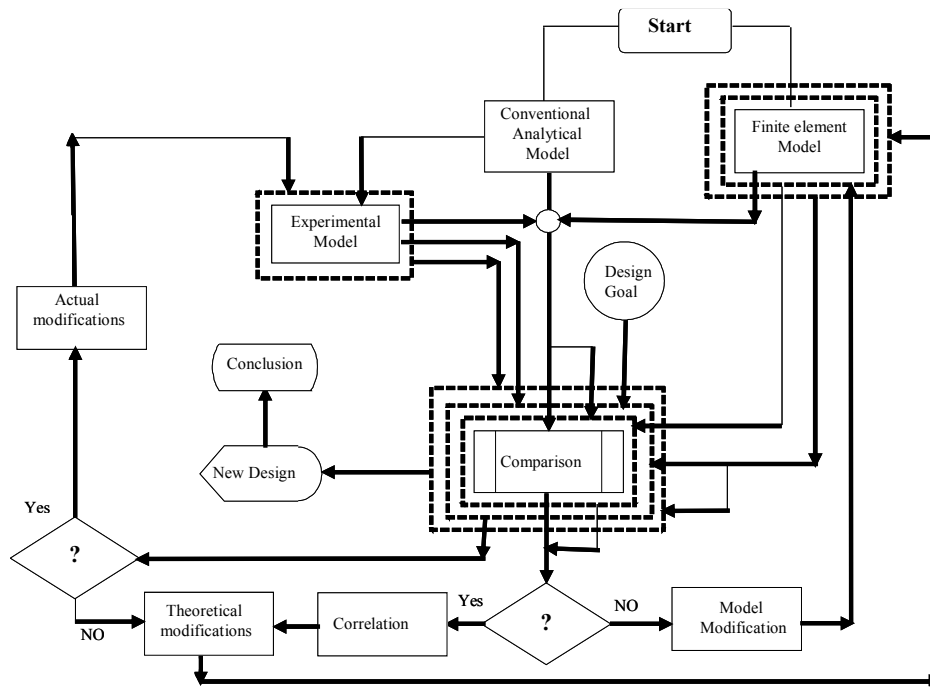 Start
Conventional
Analytical
Model
Finite element
Model
Experimental
Model
Design
Goal
Actual
modifications
Conclusion
Comparison
New Design
Yes
?
NO
Theoretical
modifications
Correlation
Yes
?
NO
Model
Modification